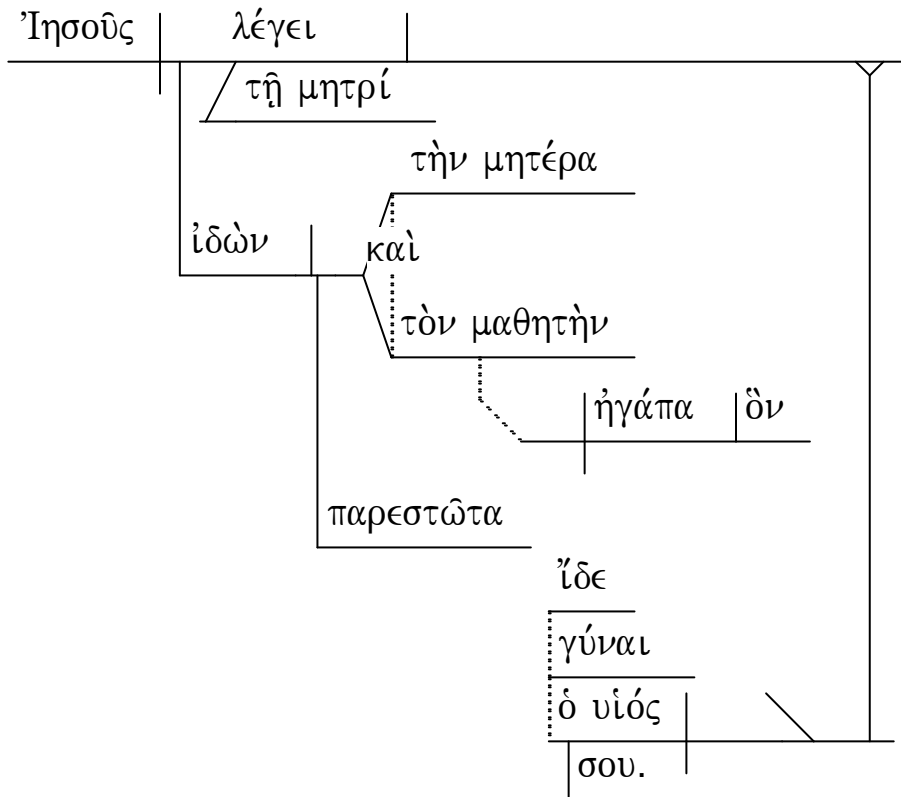 Ἰησοῦς λέγει
τῇ μητρί
τὴν μητέρα
ἰδὼν καὶ
τὸν μαθητὴν
ἠγάπα ὃν
παρεστῶτα
ἴδε
γύναι
ὁ υἱός
σου.